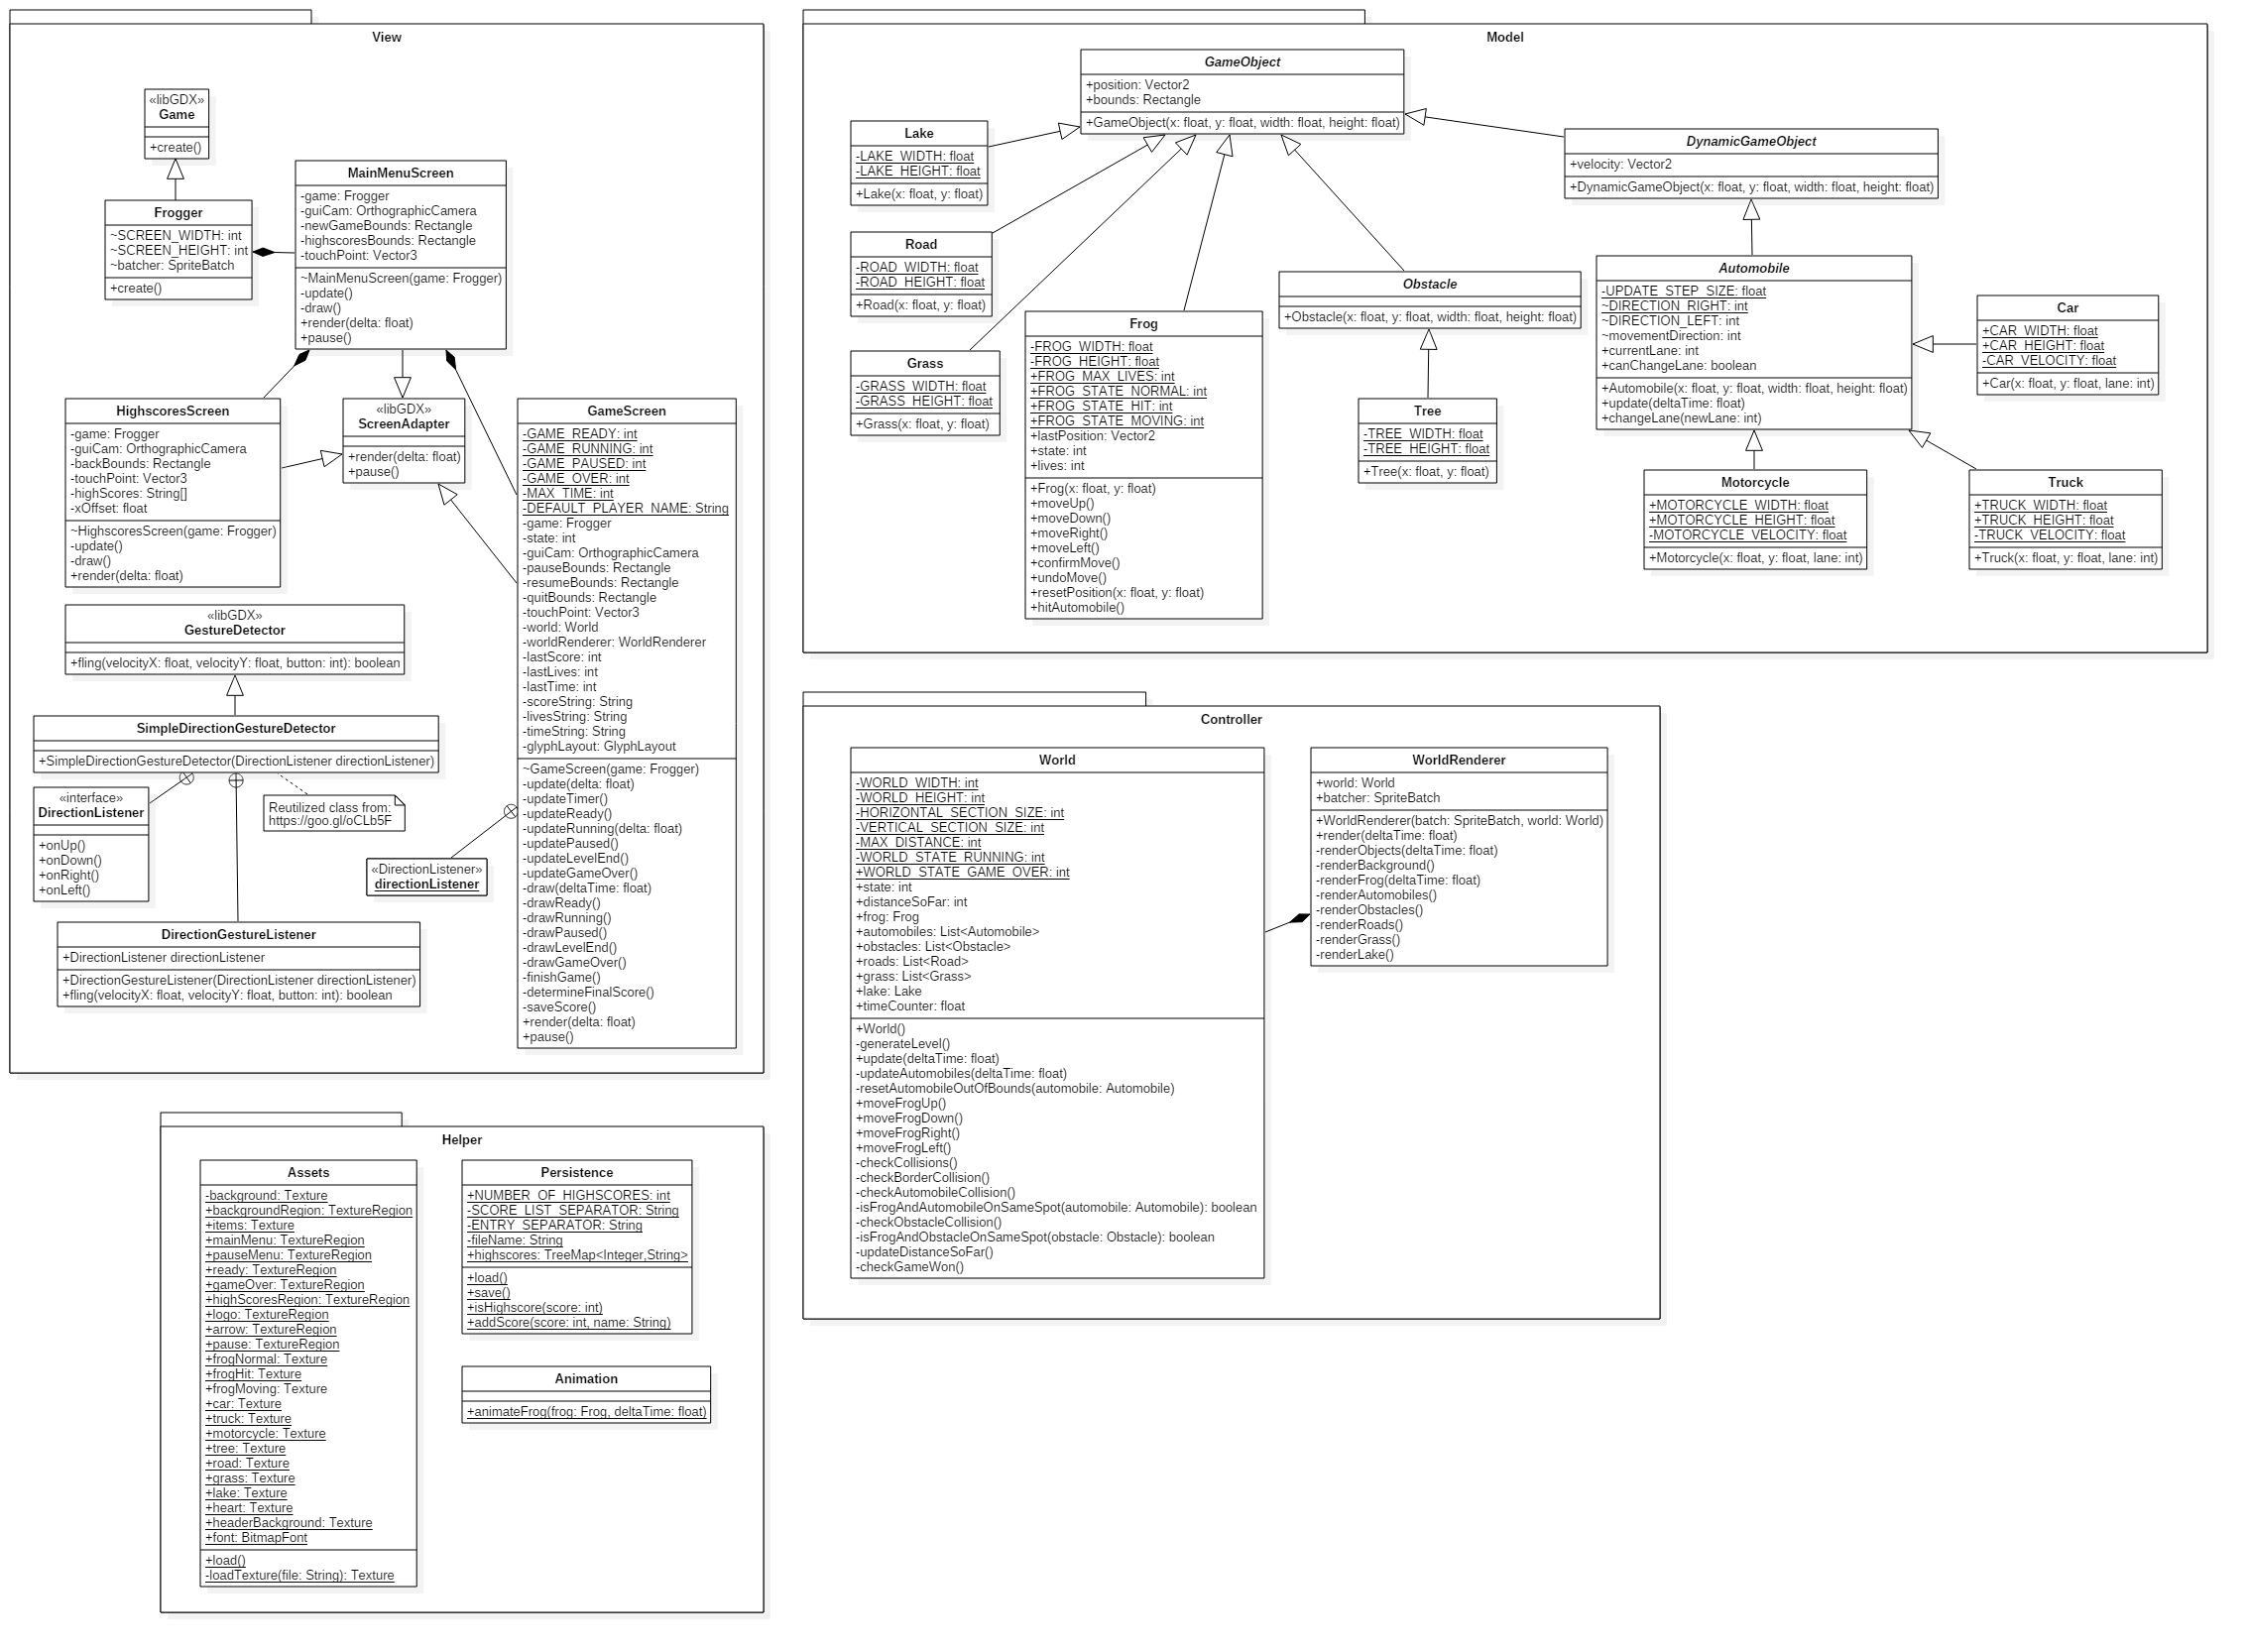 View
«libGDX»
Game
+create()
Frogger
~SCREEN_WIDTH: int
~SCREEN_HEIGHT: int
~batcher: SpriteBatch
+create()
MainMenuScreen
-game: Frogger
-guiCam: OrthographicCamera
-newGameBounds: Rectangle
-highscoresBounds: Rectangle
-touchPoint: Vector3
~MainMenuScreen(game: Frogger)
-update()
-draw()
+render(delta: float)
+pause()
HighscoresScreen
-game: Frogger
-guiCam: OrthographicCamera
-backBounds: Rectangle
-touchPoint: Vector3
-highScores: String[]
-xOffset: float
~HighscoresScreen(game: Frogger)
-update()
-draw()
+render(delta: float)
«libGDX»
ScreenAdapter
+render(delta: float)
+pause()
GameScreen
-GAME_READY: int
-GAME_RUNNING: int
-GAME_PAUSED: int
-GAME_OVER: int
-MAX_TIME: int
-DEFAULT_PLAYER_NAME: String
-game: Frogger
-state: int
-guiCam: OrthographicCamera
-pauseBounds: Rectangle
-resumeBounds: Rectangle
-quitBounds: Rectangle
-touchPoint: Vector3
-world: World
-worldRenderer: WorldRenderer
-lastScore: int
-lastLives: int
-lastTime: int
-scoreString: String
-livesString: String
-timeString: String
-glyphLayout: GlyphLayout
~GameScreen(game: Frogger)
-update(delta: float)
-updateTimer()
-updateReady()
-updateRunning(delta: float)
-updatePaused()
-updateLevelEnd()
-updateGameOver()
-draw(deltaTime: float)
-drawReady()
-drawRunning()
-drawPaused()
-drawLevelEnd()
-drawGameOver()
-finishGame()
-determineFinalScore()
-saveScore()
+render(delta: float)
+pause()
«libGDX»
GestureDetector
+fling(velocityX: float, velocityY: float, button: int): boolean
SimpleDirectionGestureDetector
+SimpleDirectionGestureDetector(DirectionListener directionListener)
«interface»
DirectionListener
+onUp()
+onDown()
+onRight()
+onLeft()
Reutilized class from:
https://goo.gl/oCLb5F
«DirectionListener»
directionListener
DirectionGestureListener
+DirectionListener directionListener
+DirectionGestureListener(DirectionListener directionListener)
+fling(velocityX: float, velocityY: float, button: int): boolean
Model
GameObject
+position: Vector2
+bounds: Rectangle
+GameObject(x: float, y: float, width: float, height: float)
Lake
-LAKE_WIDTH: float
-LAKE_HEIGHT: float
+Lake(x: float, y: float)
Road
-ROAD_WIDTH: float
-ROAD_HEIGHT: float
+Road(x: float, y: float)
Grass
-GRASS_WIDTH: float
-GRASS_HEIGHT: float
+Grass(x: float, y: float)
Frog
-FROG_WIDTH: float
-FROG_HEIGHT: float
+FROG_MAX_LIVES: int
+FROG_STATE_NORMAL: int
+FROG_STATE_HIT: int
+FROG_STATE_MOVING: int
+lastPosition: Vector2
+state: int
+lives: int
+Frog(x: float, y: float)
+moveUp()
+moveDown()
+moveRight()
+moveLeft()
+confirmMove()
+undoMove()
+resetPosition(x: float, y: float)
+hitAutomobile()
Obstacle
+Obstacle(x: float, y: float, width: float, height: float)
Tree
-TREE_WIDTH: float
-TREE_HEIGHT: float
+Tree(x: float, y: float)
DynamicGameObject
+velocity: Vector2
+DynamicGameObject(x: float, y: float, width: float, height: float)
Automobile
-UPDATE_STEP_SIZE: float
~DIRECTION_RIGHT: int
~DIRECTION_LEFT: int
~movementDirection: int
+currentLane: int
+canChangeLane: boolean
+Automobile(x: float, y: float, width: float, height: float)
+update(deltaTime: float)
+changeLane(newLane: int)
Car
+CAR_WIDTH: float
+CAR_HEIGHT: float
-CAR_VELOCITY: float
+Car(x: float, y: float, lane: int)
Motorcycle
+MOTORCYCLE_WIDTH: float
+MOTORCYCLE_HEIGHT: float
-MOTORCYCLE_VELOCITY: float
+Motorcycle(x: float, y: float, lane: int)
Truck
+TRUCK_WIDTH: float
+TRUCK_HEIGHT: float
-TRUCK_VELOCITY: float
+Truck(x: float, y: float, lane: int)
Controller
World
-WORLD_WIDTH: int
-WORLD_HEIGHT: int
-HORIZONTAL_SECTION_SIZE: int
-VERTICAL_SECTION_SIZE: int
-MAX_DISTANCE: int
-WORLD_STATE_RUNNING: int
+WORLD_STATE_GAME_OVER: int
+state: int
+distanceSoFar: int
+frog: Frog
+automobiles: List<Automobile>
+obstacles: List<Obstacle>
+roads: List<Road>
+grass: List<Grass>
+lake: Lake
+timeCounter: float
+World()
-generateLevel()
+update(deltaTime: float)
-updateAutomobiles(deltaTime: float)
-resetAutomobileOutOfBounds(automobile: Automobile)
+moveFrogUp()
+moveFrogDown()
+moveFrogRight()
+moveFrogLeft()
-checkCollisions()
-checkBorderCollision()
-checkAutomobileCollision()
-isFrogAndAutomobileOnSameSpot(automobile: Automobile): boolean
-checkObstacleCollision()
-isFrogAndObstacleOnSameSpot(obstacle: Obstacle): boolean
-updateDistanceSoFar()
-checkGameWon()
WorldRenderer
+world: World
+batcher: SpriteBatch
+WorldRenderer(batch: SpriteBatch, world: World)
+render(deltaTime: float)
-renderObjects(deltaTime: float)
-renderBackground()
-renderFrog(deltaTime: float)
-renderAutomobiles()
-renderObstacles()
-renderRoads()
-renderGrass()
-renderLake()
Helper
Assets
-background: Texture
+backgroundRegion: TextureRegion
+items: Texture
+mainMenu: TextureRegion
+pauseMenu: TextureRegion
+ready: TextureRegion
+gameOver: TextureRegion
+highScoresRegion: TextureRegion
+logo: TextureRegion
+arrow: TextureRegion
+pause: TextureRegion
+frogNormal: Texture
+frogHit: Texture
+frogMoving: Texture
+car: Texture
+truck: Texture
+motorcycle: Texture
+tree: Texture
+road: Texture
+grass: Texture
+lake: Texture
+heart: Texture
+headerBackground: Texture
+font: BitmapFont
+load()
-loadTexture(file: String): Texture
Persistence
+NUMBER_OF_HIGHSCORES: int
-SCORE_LIST_SEPARATOR: String
-ENTRY_SEPARATOR: String
-fileName: String
+highscores: TreeMap<Integer,String>
+load()
+save()
+isHighscore(score: int)
+addScore(score: int, name: String)
Animation
+animateFrog(frog: Frog, deltaTime: float)